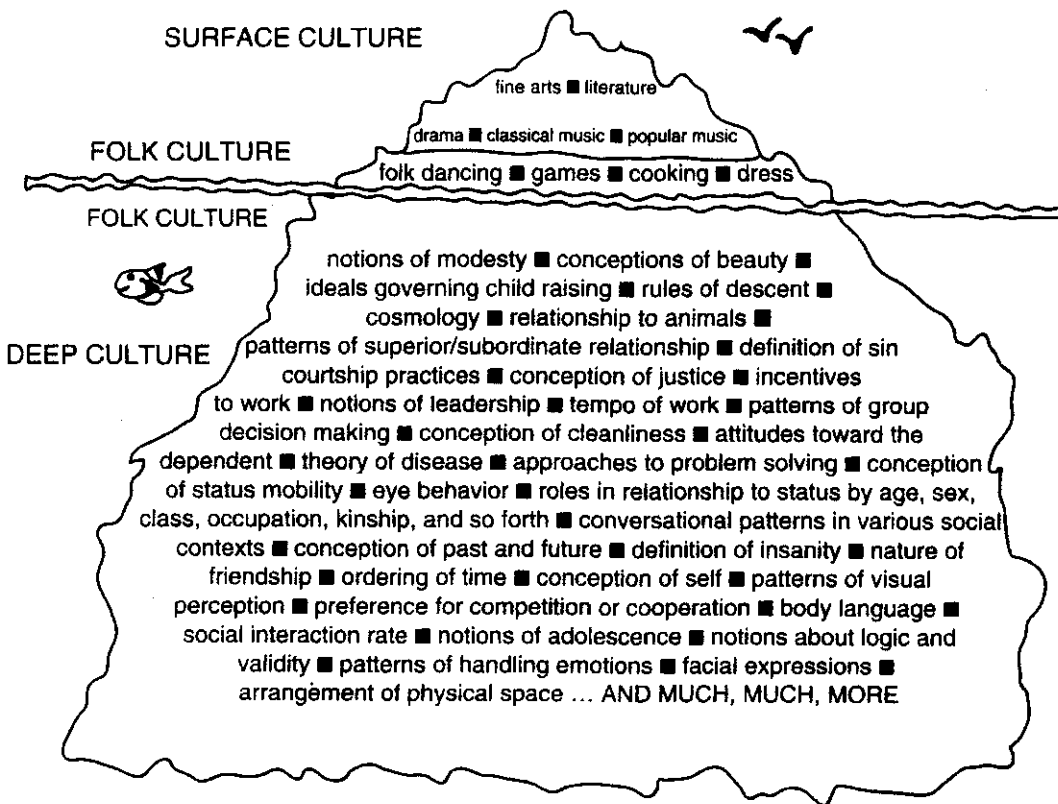 SURFACE CULTURE
fine arts ■ literature
drama ■ classical music ■ popular music
FOLK CULTURE
folk dancing ■ games ■ cooking ■ dress
FOLK CULTURE
notions of modesty ■ conceptions of beauty ■
ideals governing child raising ■ rules of descent ■
cosmology ■ relationship to animals ■
DEEP CULTURE
patterns of superior/subordinate relationship ■ definition of sin
courtship practices ■ conception of justice ■ incentives
to work ■ notions of leadership ■ tempo of work ■ patterns of group
decision making ■ conception of cleanliness ■ attitudes toward the
dependent ■ theory of disease ■ approaches to problem solving ■ conception
of status mobility ■ eye behavior ■ roles in relationship to status by age, sex,
class, occupation, kinship, and so forth ■ conversational patterns in various social
contexts ■ conception of past and future ■ definition of insanity ■ nature of
friendship ■ ordering of time ■ conception of self ■ patterns of visual
perception ■ preference for competition or cooperation ■ body language ■
social interaction rate ■ notions of adolescence ■ notions about logic and
validity ■ patterns of handling emotions ■ facial expressions ■
arrangement of physical space ... AND MUCH, MUCH, MORE